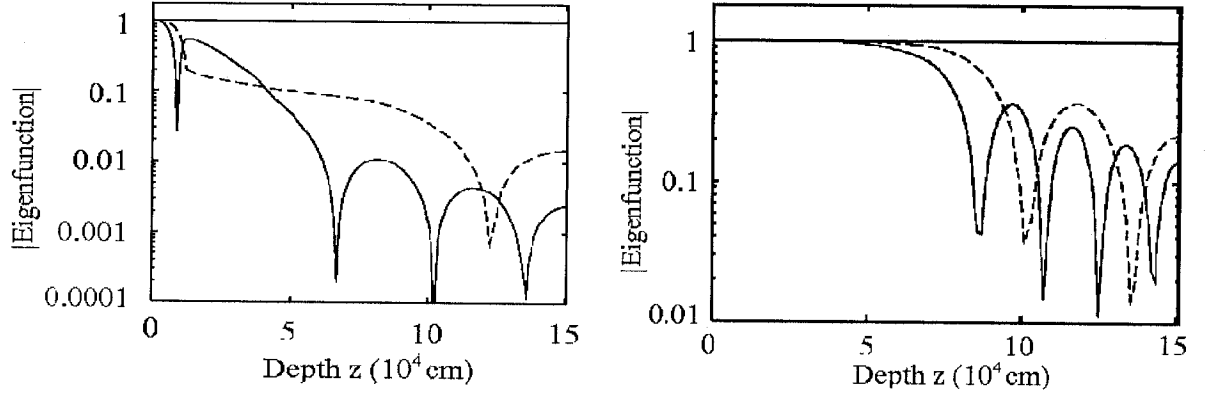 1
0.1
0.01
0.001
0.0001
|Eigenfunction|
0 5 10 15
Depth z (10⁴ cm)
1
0.1
0.01
|Eigenfunction|
0 5 10 15
Depth z (10⁴ cm)